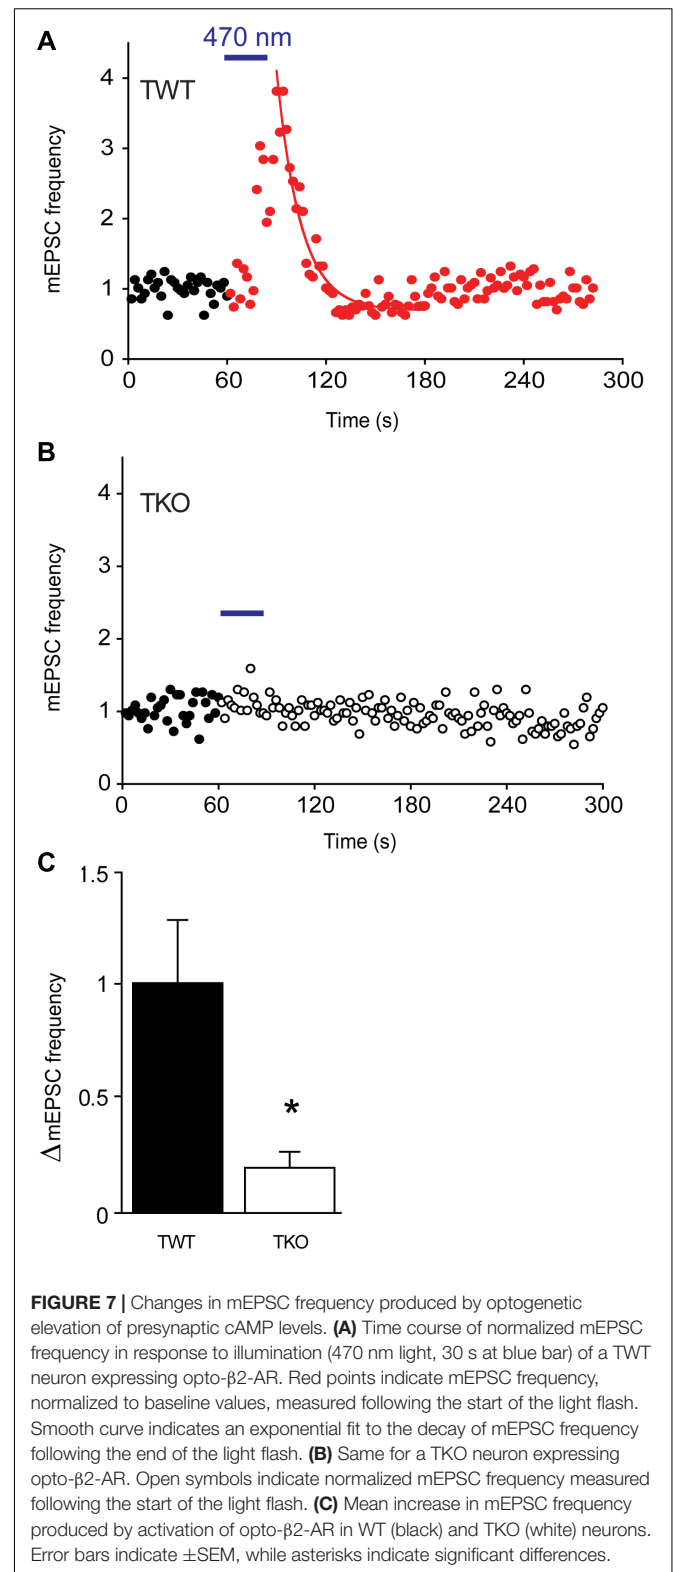 A
470 nm
TWT
4
3
2
1
0
mEPSC frequency
0 60 120 180 240 300
Time (s)
B
TKO
4
3
2
1
0
mEPSC frequency
0 60 120 180 240 300
Time (s)
C
1.5
1
0.5
0
Δ mEPSC frequency
*
TWT TKO
FIGURE 7 | Changes in mEPSC frequency produced by optogenetic
elevation of presynaptic cAMP levels. (A) Time course of normalized mEPSC
frequency in response to illumination (470 nm light, 30 s at blue bar) of a TWT
neuron expressing opto-β2-AR. Red points indicate mEPSC frequency,
normalized to baseline values, measured following the start of the light flash.
Smooth curve indicates an exponential fit to the decay of mEPSC frequency
following the end of the light flash. (B) Same for a TKO neuron expressing
opto-β2-AR. Open symbols indicate normalized mEPSC frequency measured
following the start of the light flash. (C) Mean increase in mEPSC frequency
produced by activation of opto-β2-AR in WT (black) and TKO (white) neurons.
Error bars indicate ±SEM, while asterisks indicate significant differences.